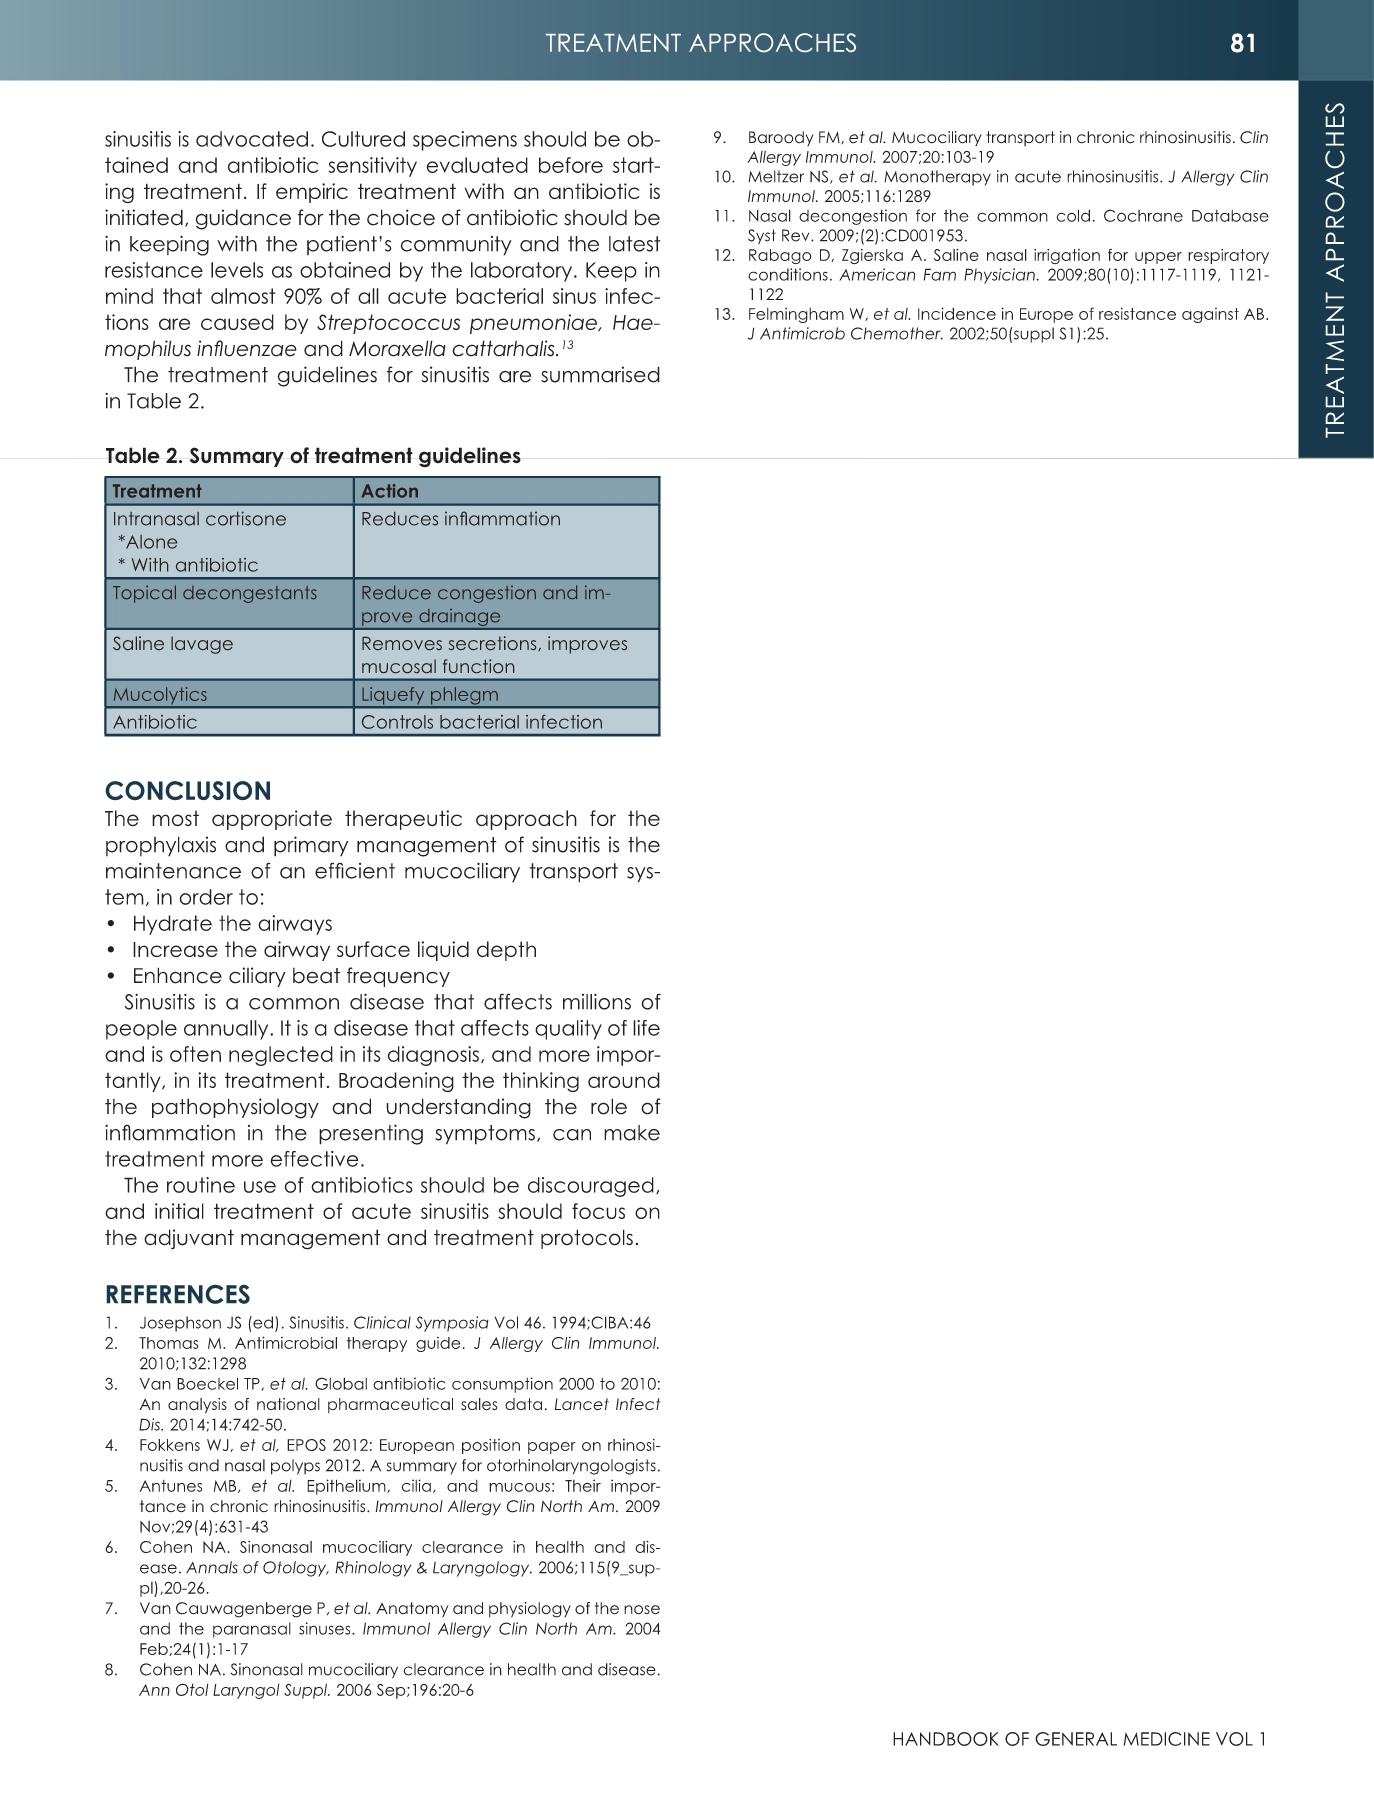 TREATMENT APPROACHES
81
TREATMENT APPROACHES
sinusitis is advocated. Cultured specimens should be ob-
tained and antibiotic sensitivity evaluated before start-
ing treatment. If empiric treatment with an antibiotic is
initiated, guidance for the choice of antibiotic should be
in keeping with the patient's community and the latest
resistance levels as obtained by the laboratory. Keep in
mind that almost 90% of all acute bacterial sinus infec-
tions are caused by Streptococcus pneumoniae, Hae-
mophilus influenzae and Moraxella cattarhalis.13
The treatment guidelines for sinusitis are summarised
in Table 2.
Table 2. Summary of treatment guidelines
Treatment Action
Intranasal cortisone Reduces inflammation
*Alone
* With antibiotic
Topical decongestants Reduce congestion and im-
prove drainage
Saline lavage Removes secretions, improves
mucosal function
Mucolytics Liquefy phlegm
Antibiotic Controls bacterial infection
CONCLUSION
The most appropriate therapeutic approach for the
prophylaxis and primary management of sinusitis is the
maintenance of an efficient mucociliary transport sys-
tem, in order to:
• Hydrate the airways
• Increase the airway surface liquid depth
• Enhance ciliary beat frequency
Sinusitis is a common disease that affects millions of
people annually. It is a disease that affects quality of life
and is often neglected in its diagnosis, and more impor-
tantly, in its treatment. Broadening the thinking around
the pathophysiology and understanding the role of
inflammation in the presenting symptoms, can make
treatment more effective.
The routine use of antibiotics should be discouraged,
and initial treatment of acute sinusitis should focus on
the adjuvant management and treatment protocols.
REFERENCES
1. Josephson JS (ed). Sinusitis. Clinical Symposia Vol 46. 1994;CIBA:46
2. Thomas M. Antimicrobial therapy guide. J Allergy Clin Immunol.
2010;132:1298
3. Van Boeckel TP, et al. Global antibiotic consumption 2000 to 2010:
An analysis of national pharmaceutical sales data. Lancet Infect
Dis. 2014;14:742-50.
4. Fokkens WJ, et al, EPOS 2012: European position paper on rhinosi-
nusitis and nasal polyps 2012. A summary for otorhinolaryngologists.
5. Antunes MB, et al. Epithelium, cilia, and mucous: Their impor-
tance in chronic rhinosinusitis. Immunol Allergy Clin North Am. 2009
Nov;29(4):631-43
6. Cohen NA. Sinonasal mucociliary clearance in health and dis-
ease. Annals of Otology, Rhinology & Laryngology. 2006;115(9_sup-
pl),20-26.
7. Van Cauwagenberge P, et al. Anatomy and physiology of the nose
and the paranasal sinuses. Immunol Allergy Clin North Am. 2004
Feb;24(1):1-17
8. Cohen NA. Sinonasal mucociliary clearance in health and disease.
Ann Otol Laryngol Suppl. 2006 Sep;196:20-6
9. Baroody FM, et al. Mucociliary transport in chronic rhinosinusitis. Clin
Allergy Immunol. 2007;20:103-19
10. Meltzer NS, et al. Monotherapy in acute rhinosinusitis. J Allergy Clin
Immunol. 2005;116:1289
11. Nasal decongestion for the common cold. Cochrane Database
Syst Rev. 2009;(2):CD001953.
12. Rabago D, Zgierska A. Saline nasal irrigation for upper respiratory
conditions. American Fam Physician. 2009;80(10):1117-1119, 1121-
1122
13. Felmingham W, et al. Incidence in Europe of resistance against AB.
J Antimicrob Chemother. 2002;50(suppl S1):25.
HANDBOOK OF GENERAL MEDICINE VOL 1